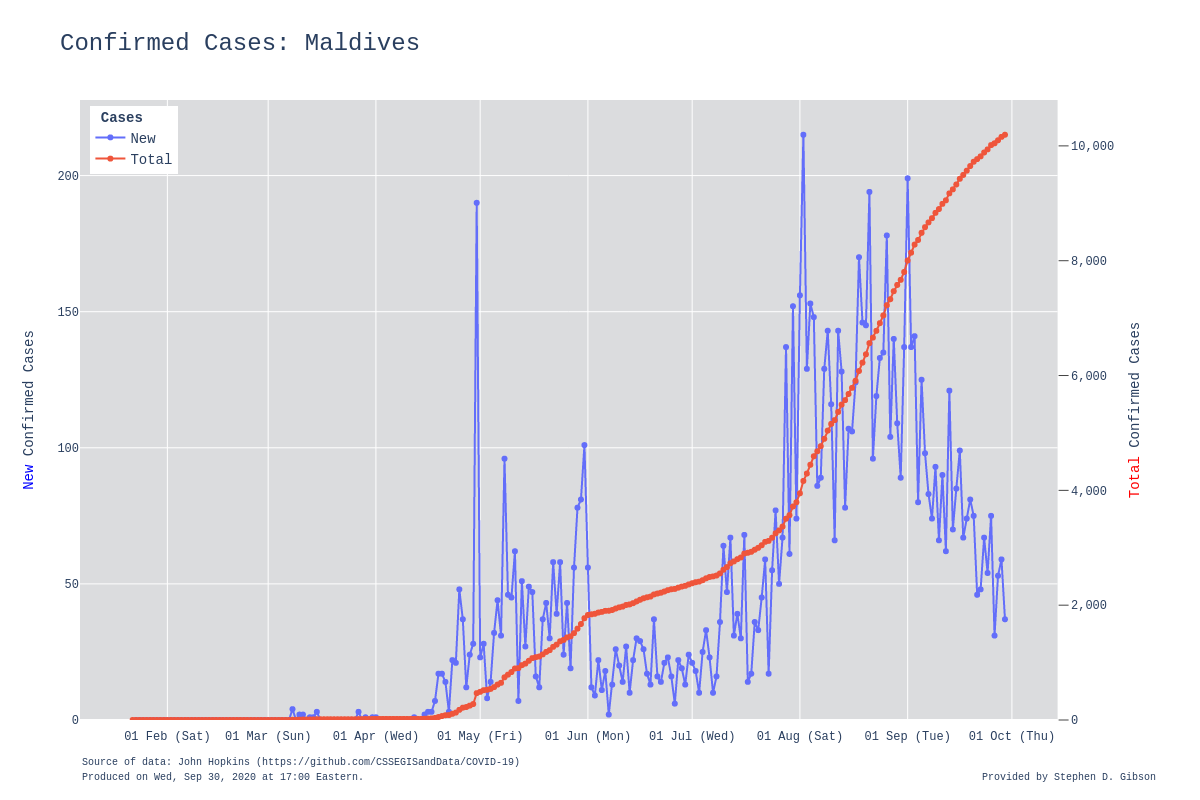 Confirmed Cases: Maldives
Cases
New
Total
200
150
100
50
0
10,000
8,000
6,000
4,000
2,000
0
New Confirmed Cases
Total Confirmed Cases
01 Feb (Sat)
01 Mar (Sun)
01 Apr (Wed)
01 May (Fri)
01 Jun (Mon)
01 Jul (Wed)
01 Aug (Sat)
01 Sep (Tue)
01 Oct (Thu)
Source of data: John Hopkins (https://github.com/CSSEGISandData/COVID-19)
Produced on Wed, Sep 30, 2020 at 17:00 Eastern.
Provided by Stephen D. Gibson